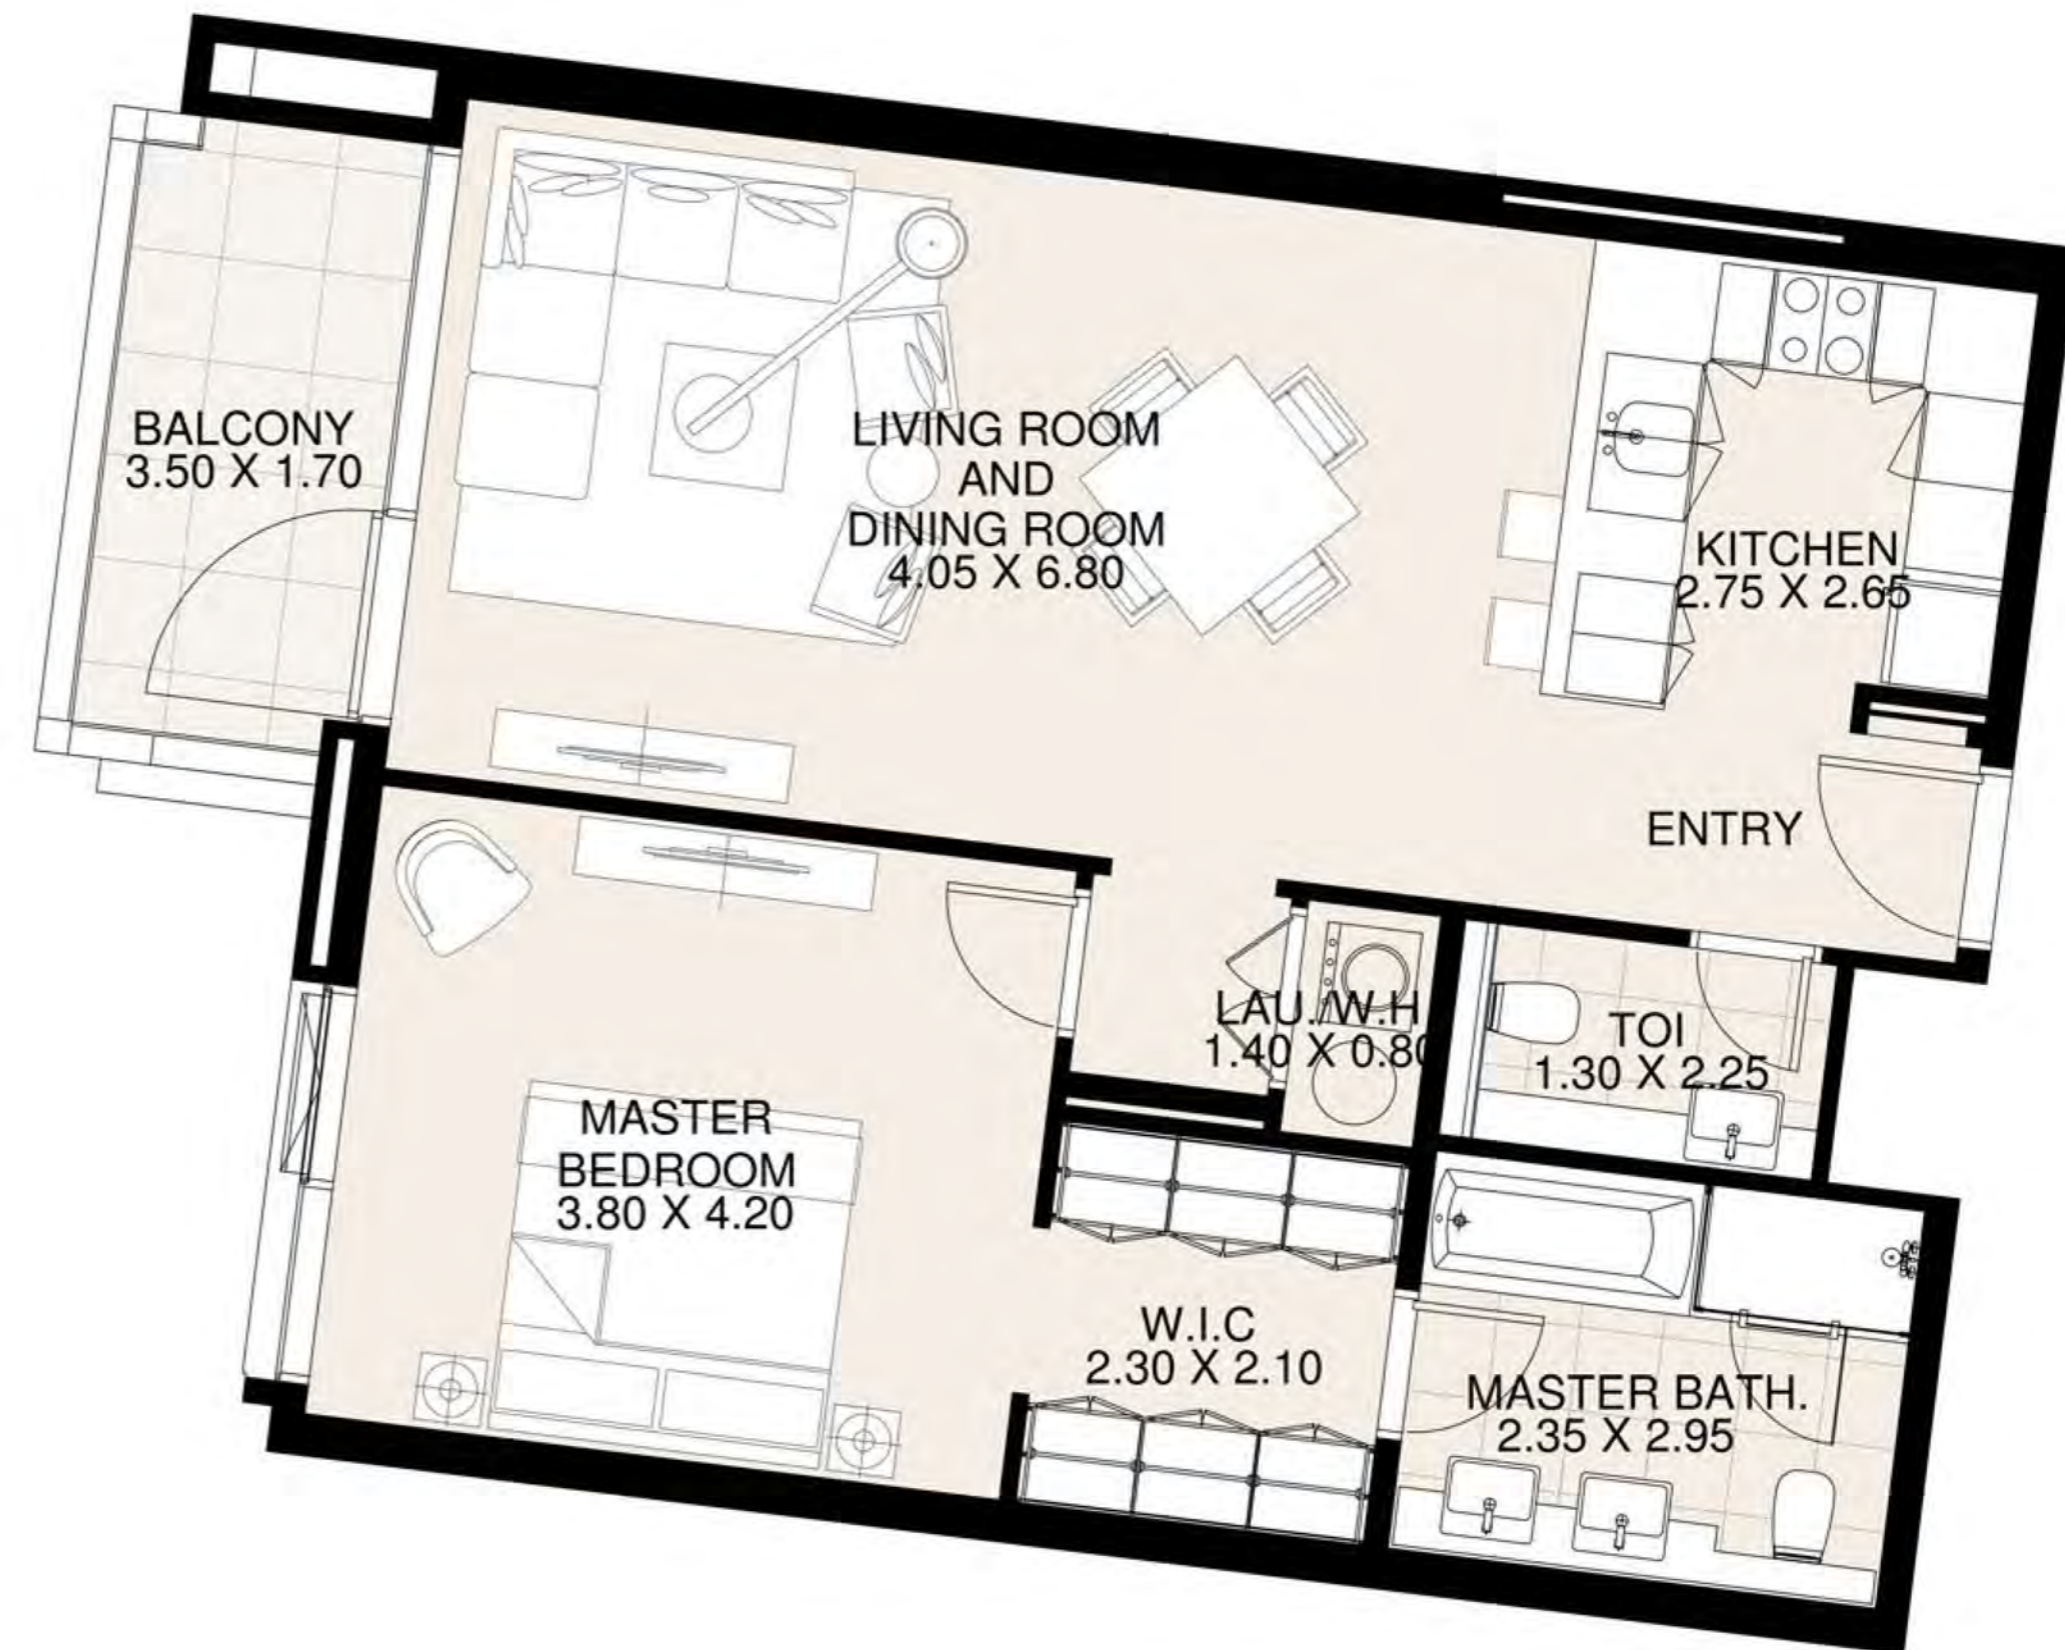 BALCONY
3.50 X 1.70
LIVING ROOM
AND
DINING ROOM
4.05 X 6.80
KITCHEN
2.75 X 2.65
ENTRY
LAU./W.H
1.40 X 0.80
TOI
1.30 X 2.25
MASTER
BEDROOM
3.80 X 4.20
W.I.C
2.30 X 2.10
MASTER BATH.
2.35 X 2.95